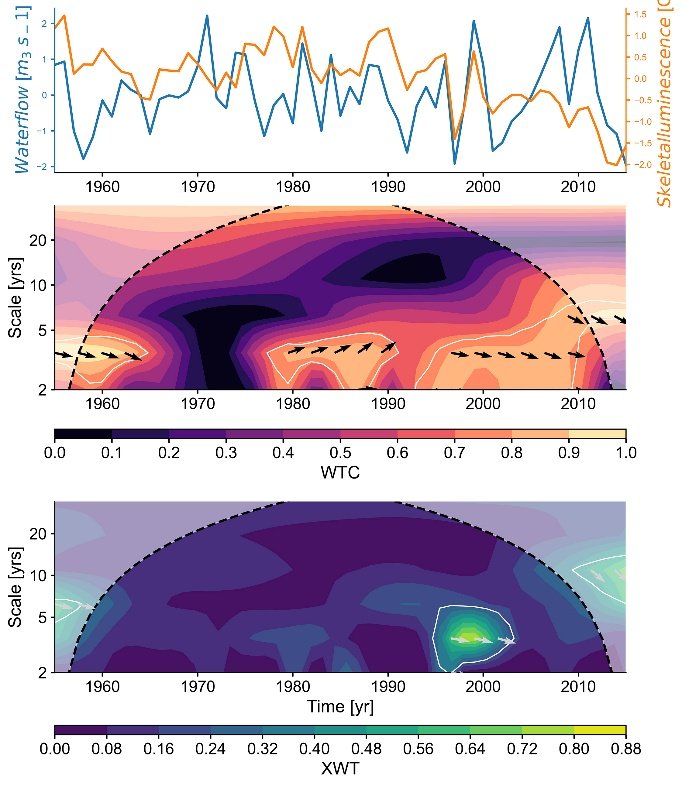 Waterflow [m3 s − 1]
2
1
0
−1
−2
1.5
1.0
0.5
0.0
−0.5
−1.0
−1.5
−2.0
Skeletalluminescence [
1960 1970 1980 1990 2000 2010
Scale [yrs]
20
10
5
2
1960 1970 1980 1990 2000 2010
0.0 0.1 0.2 0.3 0.4 0.5 0.6 0.7 0.8 0.9 1.0
WTC
Scale [yrs]
20
10
5
2
1960 1970 1980 1990 2000 2010
Time [yr]
0.00 0.08 0.16 0.24 0.32 0.40 0.48 0.56 0.64 0.72 0.80 0.88
XWT